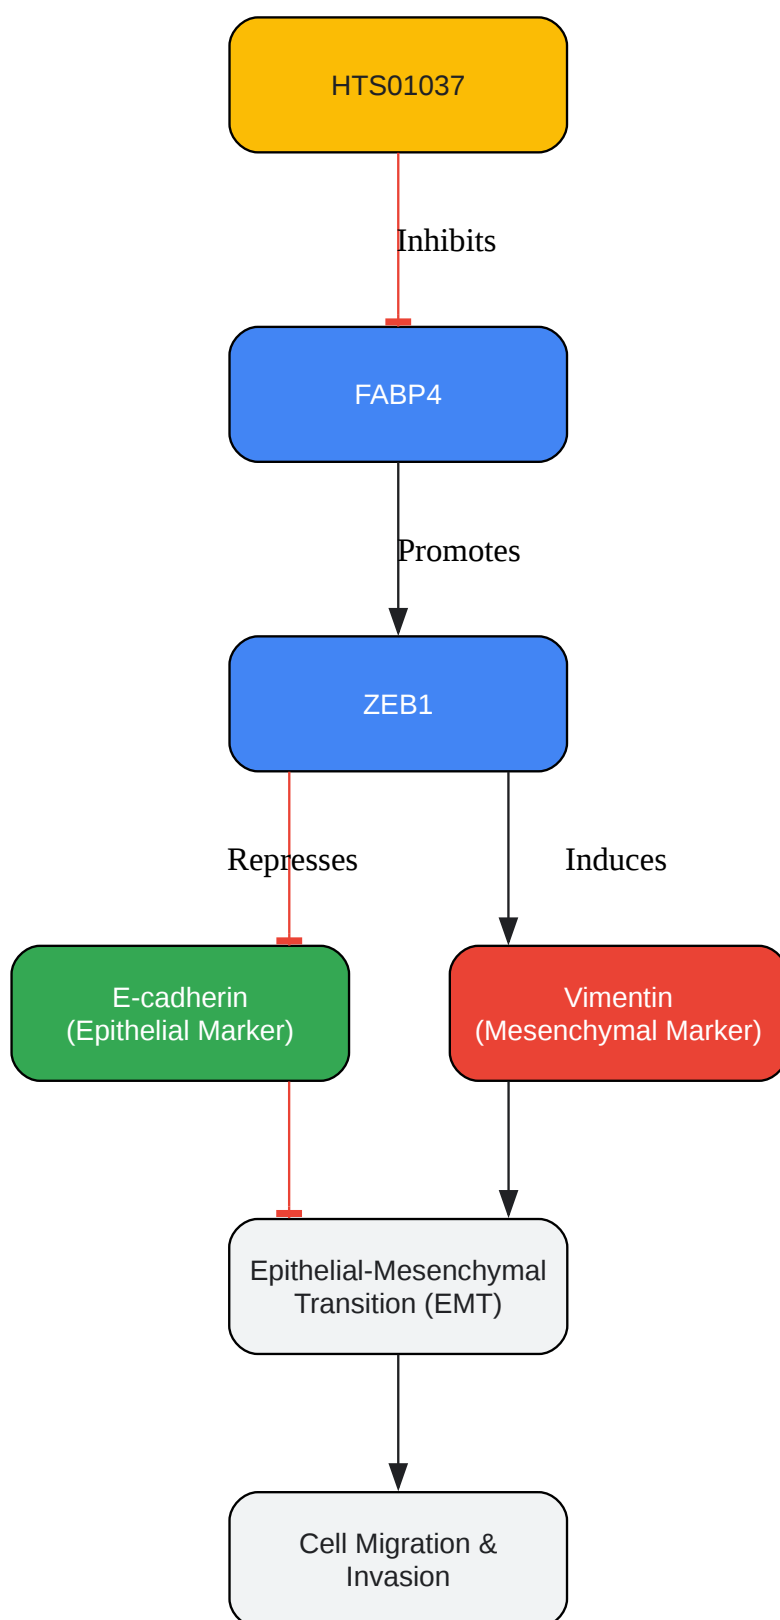 HTS01037
Inhibits
FABP4
Promotes
ZEB1
Represses
Induces
E-cadherin
(Epithelial Marker)
Vimentin
(Mesenchymal Marker)
Epithelial-Mesenchymal
Transition (EMT)
Cell Migration &
Invasion